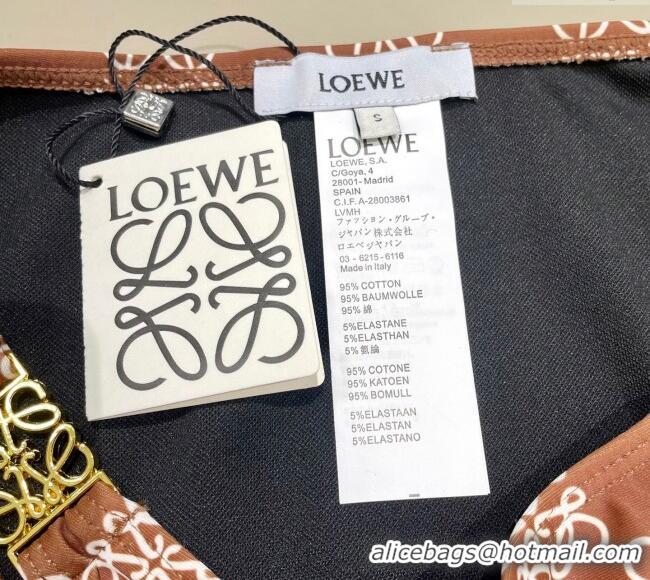 LOEWE
S
LOEWE
LOEWE
LOEWE, S.A.
C/Goya, 4
28001-Madrid
SPAIN
C.I.F.A-28003861
LVMH
ファッション・グループ・
ジャパン株式会社
ロエベジャパン
03 - 6215-6116
Made in Italy
95% COTTON
95% BAUMWOLLE
95% 綿
5%ELASTANE
5%ELASTHAN
5% 氨論
95% COTONE
95% KATOEN
95% BOMULL
5%ELASTAAN
5%ELASTAN
5%ELASTANO
alicebags@hotmail.com